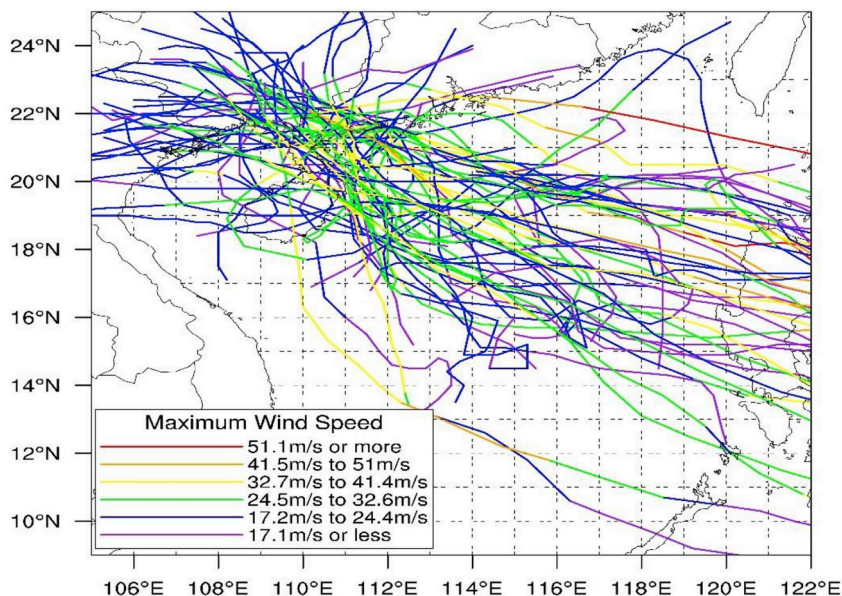 24°N
22°N
20°N
18°N
16°N
14°N
12°N
10°N
Maximum Wind Speed
51.1m/s or more
41.5m/s to 51m/s
32.7m/s to 41.4m/s
24.5m/s to 32.6m/s
17.2m/s to 24.4m/s
17.1m/s or less
106°E 108°E 110°E 112°E 114°E 116°E 118°E 120°E 122°E